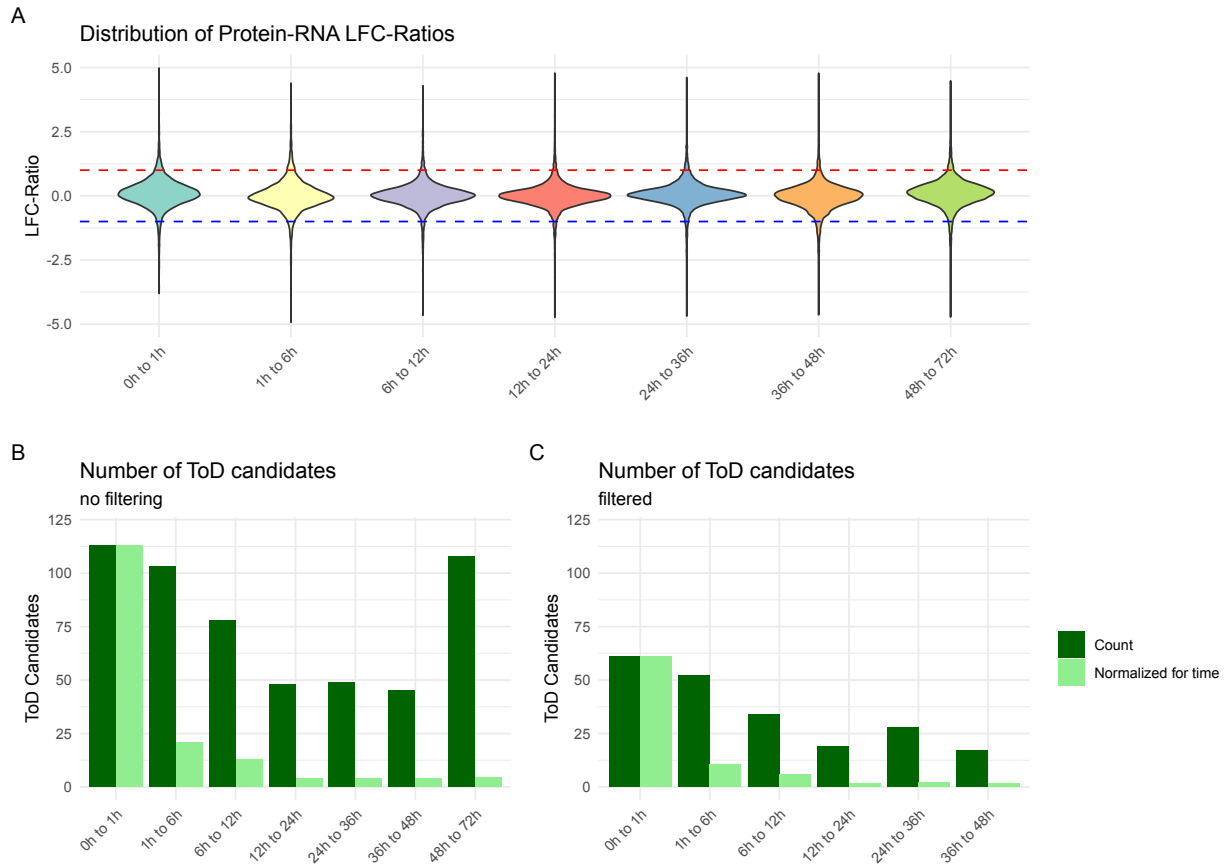 A
Distribution of Protein-RNA LFC-Ratios
LFC-Ratio
5.0
2.5
0.0
-2.5
-5.0
0h to 1h
1h to 6h
6h to 12h
12h to 24h
24h to 36h
36h to 48h
48h to 72h
B
Number of ToD candidates
no filtering
ToD Candidates
125
100
75
50
25
0
0h to 1h
1h to 6h
6h to 12h
12h to 24h
24h to 36h
36h to 48h
48h to 72h
C
Number of ToD candidates
filtered
ToD Candidates
125
100
75
50
25
0
0h to 1h
1h to 6h
6h to 12h
12h to 24h
24h to 36h
36h to 48h
Count
Normalized for time